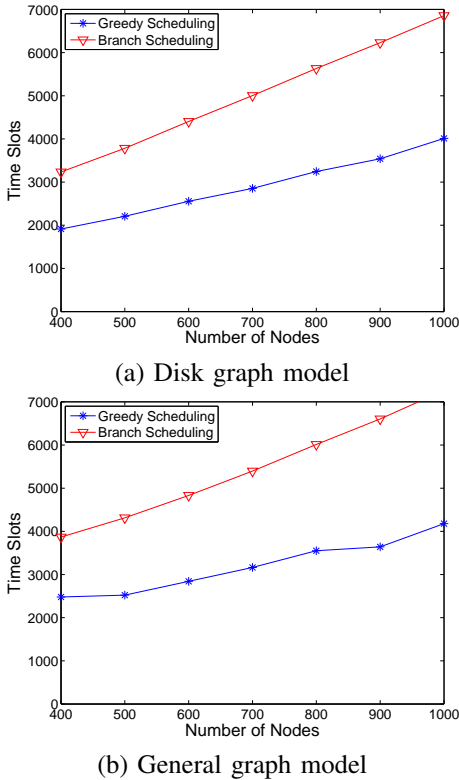 7000
Greedy Scheduling
Branch Scheduling
6000
5000
4000
3000
2000
1000
0
Time Slots
400 500 600 700 800 900 1000
Number of Nodes
(a) Disk graph model
7000
Greedy Scheduling
Branch Scheduling
6000
5000
4000
3000
2000
1000
0
Time Slots
400 500 600 700 800 900 1000
Number of Nodes
(b) General graph model